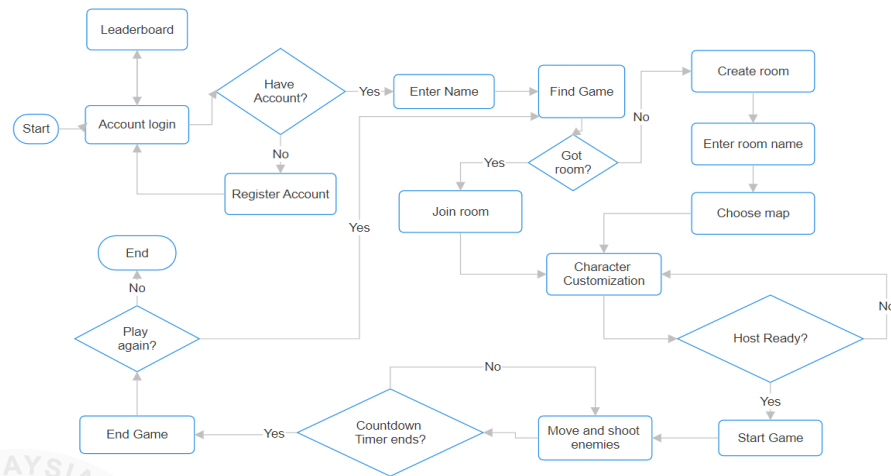 Leaderboard
Have
Account?
Yes
Enter Name
Find Game
Create room
Start
Account login
No
No
Enter room name
Got
room?
Yes
Register Account
Join room
Choose map
Yes
End
Character
Customization
No
No
Play
again?
Host Ready?
No
Yes
End Game
Yes
Countdown
Timer ends?
Move and shoot
enemies
Start Game
AYSIA